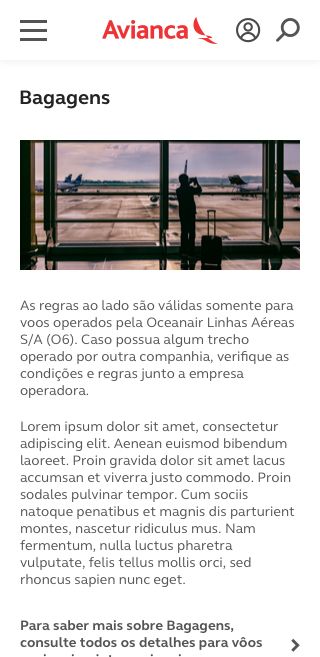 Avianca
Bagagens
As regras ao lado são válidas somente para
voos operados pela Oceanair Linhas Aéreas
S/A (O6). Caso possua algum trecho
operado por outra companhia, verifique as
condições e regras junto a empresa
operadora.
Lorem ipsum dolor sit amet, consectetur
adipiscing elit. Aenean euismod bibendum
laoreet. Proin gravida dolor sit amet lacus
accumsan et viverra justo commodo. Proin
sodales pulvinar tempor. Cum sociis
natoque penatibus et magnis dis parturient
montes, nascetur ridiculus mus. Nam
fermentum, nulla luctus pharetra
vulputate, felis tellus mollis orci, sed
rhoncus sapien nunc eget.
Para saber mais sobre Bagagens,
consulte todos os detalhes para vôos